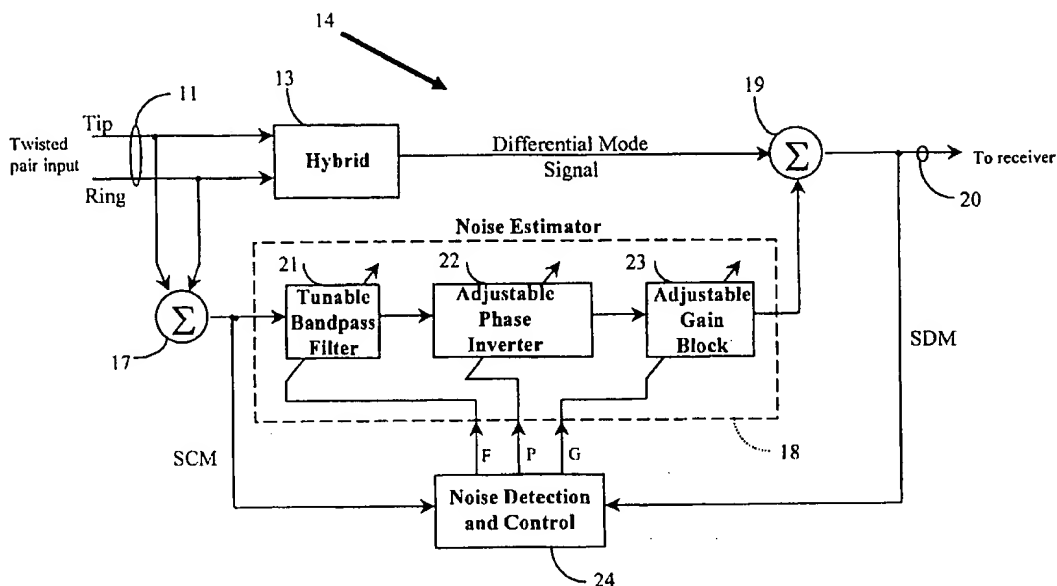 14
11
13
19
Tip
Twisted
pair input
Ring
Hybrid
Differential Mode
Signal
Σ
To receiver
20
Noise Estimator
21
22
23
Tunable
Bandpass
Filter
Adjustable
Phase
Inverter
Adjustable
Gain
Block
Σ
17
SDM
SCM
F
P
G
18
Noise Detection
and Control
24